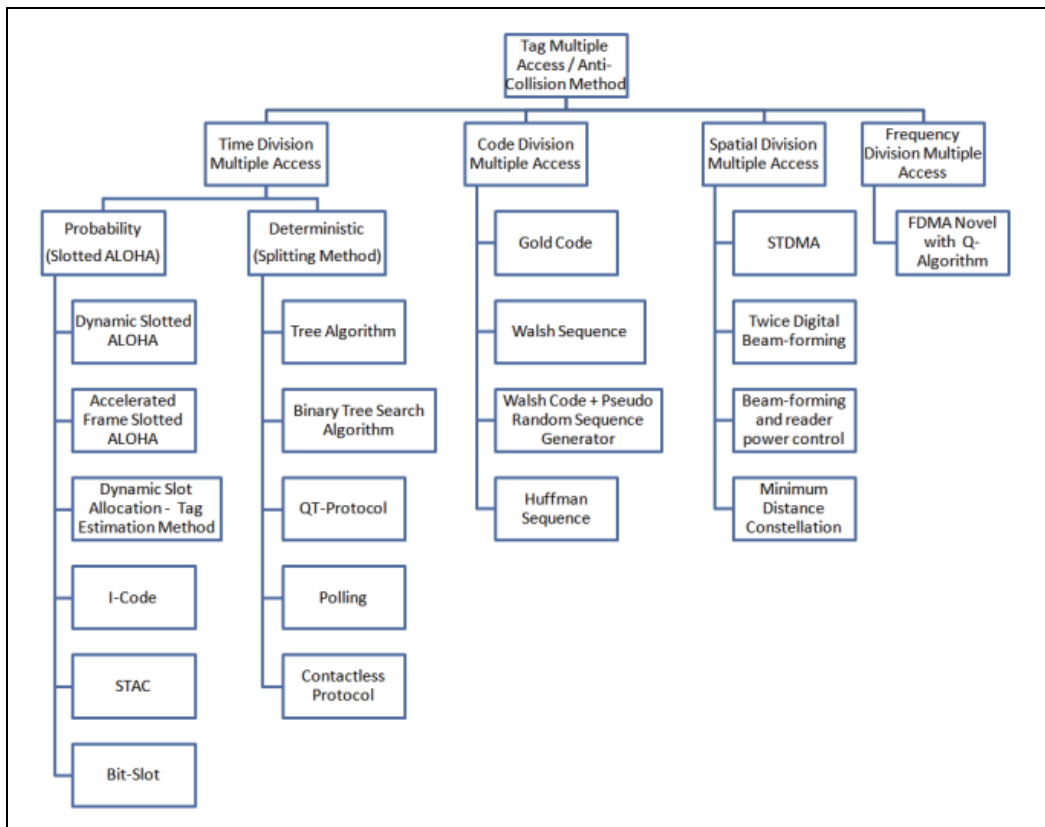 Tag Multiple
Access / Anti-
Collision Method
Time Division
Multiple Access
Code Division
Multiple Access
Spatial Division
Multiple Access
Frequency
Division Multiple
Access
Probability
(Slotted ALOHA)
Deterministic
(Splitting Method)
Gold Code
STDMA
FDMA Novel
with Q-
Algorithm
Dynamic Slotted
ALOHA
Tree Algorithm
Walsh Sequence
Twice Digital
Beam-forming
Accelerated
Frame Slotted
ALOHA
Binary Tree Search
Algorithm
Walsh Code + Pseudo
Random Sequence
Generator
Beam-forming
and reader
power control
Dynamic Slot
Allocation - Tag
Estimation Method
QT-Protocol
Huffman
Sequence
Minimum
Distance
Constellation
I-Code
Polling
STAC
Contactless
Protocol
Bit-Slot